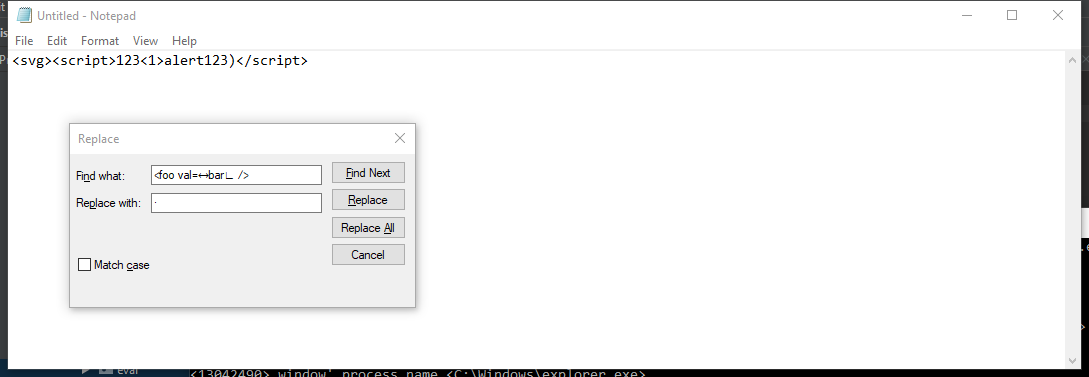 Untitled - Notepad
File Edit Format View Help
<svg><script>123<1>alert123)</script>
Replace
Find what: <foo val=↔bar∟ />
Find Next
Replace with: ·
Replace
Replace All
Cancel
Match case
eval
<13042490> window' process name <C:\Windows\explorer.exe>